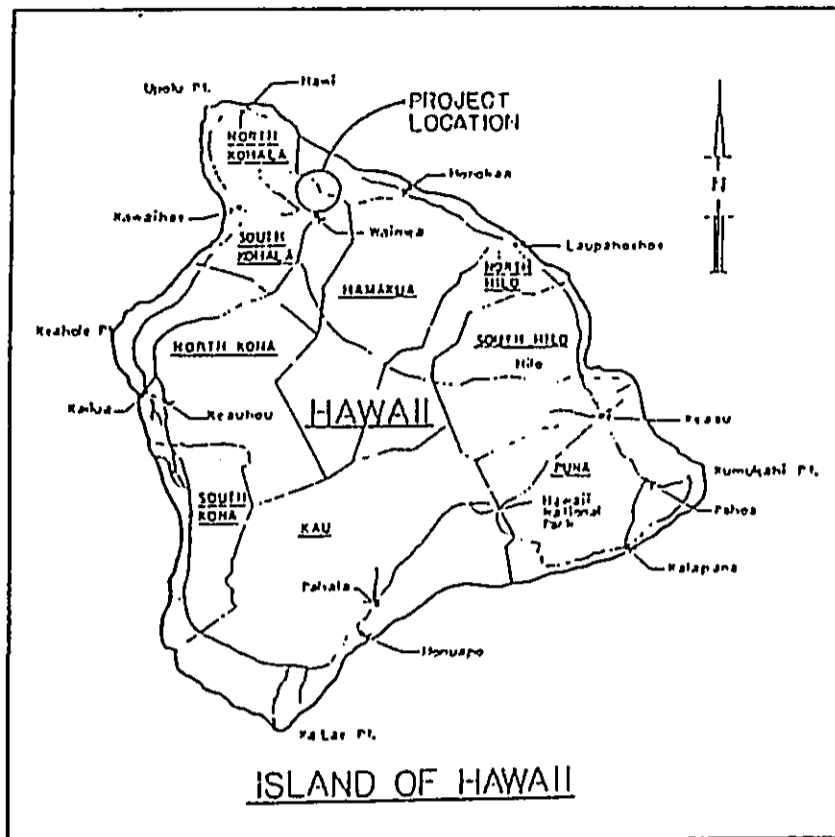 Upolu Pt.
Hawi
PROJECT
LOCATION
NORTH
KOHALA
Honokaa
Kawaihae
Waimea
SOUTH
KOHALA
Laupahoehoe
NORTH
HILO
HAMAKUA
Keahole Pt.
NORTH KONA
SOUTH HILO
Hilo
Kailua
Keauhou
HAWAII
Keaau
PUNA
Kumukahi Pt.
SOUTH
KONA
Hawaii
National
Park
Pahoa
KAU
Kalapana
Pahala
Honuapo
Ka Lae Pt.
ISLAND OF HAWAII
N